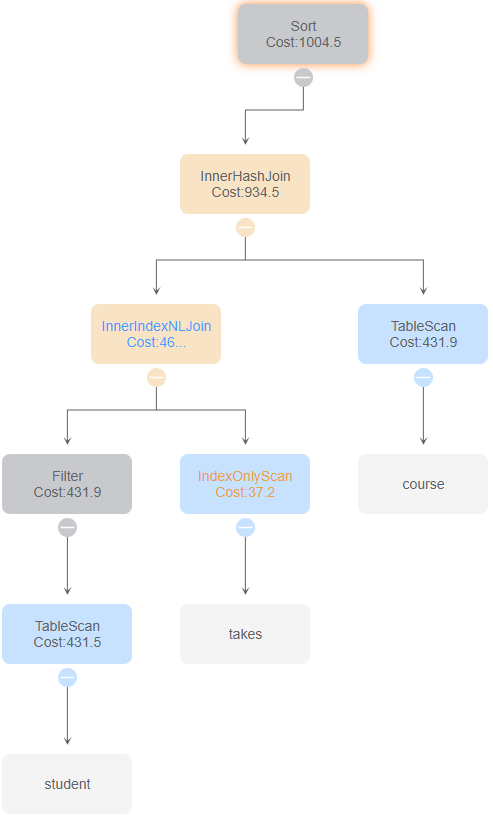 Sort
Cost:1004.5
InnerHashJoin
Cost:934.5
InnerIndexNLJoin
Cost:46...
TableScan
Cost:431.9
Filter
Cost:431.9
IndexOnlyScan
Cost:37.2
course
TableScan
Cost:431.5
takes
student